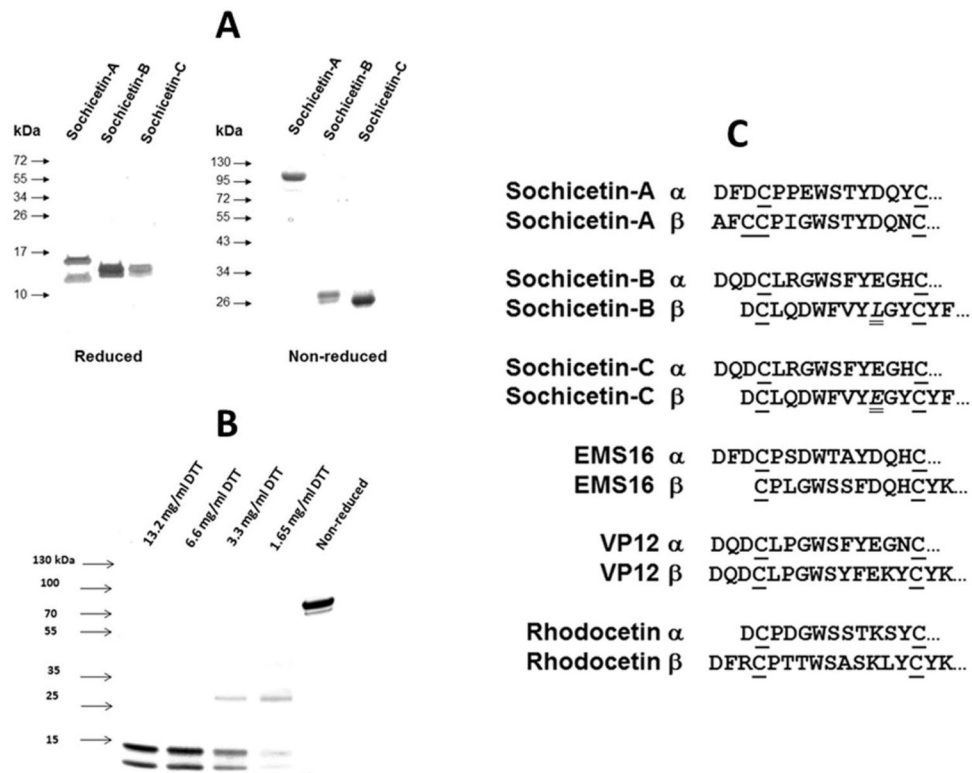 A
Sochicetin-A
Sochicetin-B
Sochicetin-C
kDa
72
55
34
26
17
10
Reduced
Sochicetin-A
Sochicetin-B
Sochicetin-C
kDa
130
95
72
55
43
34
26
Non-reduced
B
13.2 mg/ml DTT
6.6 mg/ml DTT
3.3 mg/ml DTT
1.65 mg/ml DTT
Non-reduced
130 kDa
100
70
55
35
25
15
C
Sochicetin-A α DFDCPPEWSTYDQYC...
Sochicetin-A β AFCCPIGWSTYDQNC...
Sochicetin-B α DQDCLRGWSFYEGHC...
Sochicetin-B β DCLQDWFVYLGYCYF...
Sochicetin-C α DQDCLRGWSFYEGHC...
Sochicetin-C β DCLQDWFVYEGYCYF...
EMS16 α DFDCPSDWTAYDQHC...
EMS16 β CPLGWSSFDQHCYK...
VP12 α DQDCLPGWSFYEGNC...
VP12 β DQDCLPGWSYFEKYCYK...
Rhodocetin α DCPDGWSSTKSYC...
Rhodocetin β DFRCPTTWSASKLYCYK...